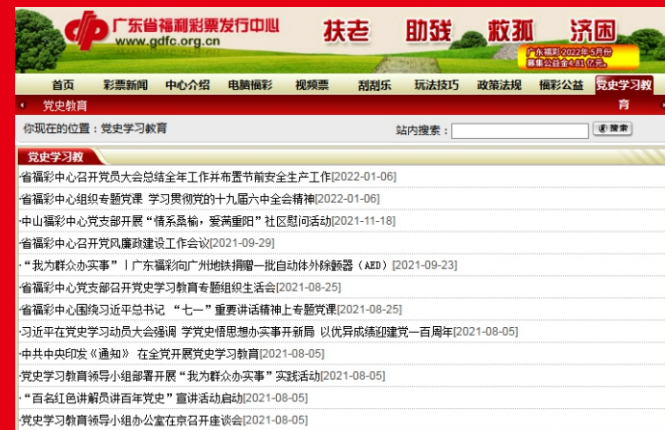 广东省福利彩票发行中心 扶老 助残 救孤 济困
www.gdfc.org.cn
广东福彩2022年5月份
募集公益金4.81亿元。
首页 彩票新闻 中心介绍 电脑福彩 视频票 刮刮乐 玩法技巧 政策法规 福彩公益 党史学习教育
党史教育
你现在的位置：党史学习教育 站内搜索： 搜索
党史学习教
·省福彩中心召开党员大会总结全年工作并布置节前安全生产工作[2022-01-06]
·省福彩中心组织专题党课 学习贯彻党的十九届六中全会精神[2022-01-06]
·中山福彩中心党支部开展“情系桑榆，爱满重阳”社区慰问活动[2021-11-18]
·省福彩中心召开党风廉政建设工作会议[2021-09-29]
·“我为群众办实事”丨广东福彩向广州地铁捐赠一批自动体外除颤器（AED）[2021-09-23]
·省福彩中心党支部召开党史学习教育专题组织生活会[2021-08-25]
·省福彩中心围绕习近平总书记 “七一”重要讲话精神上专题党课[2021-08-25]
·习近平在党史学习动员大会强调 学党史悟思想办实事开新局 以优异成绩迎建党一百周年[2021-08-05]
·中共中央印发《通知》 在全党开展党史学习教育[2021-08-05]
·党史学习教育领导小组部署开展“我为群众办实事”实践活动[2021-08-05]
·“百名红色讲解员讲百年党史”宣讲活动启动[2021-08-05]
·党史学习教育领导小组办公室在京召开座谈会[2021-08-05]